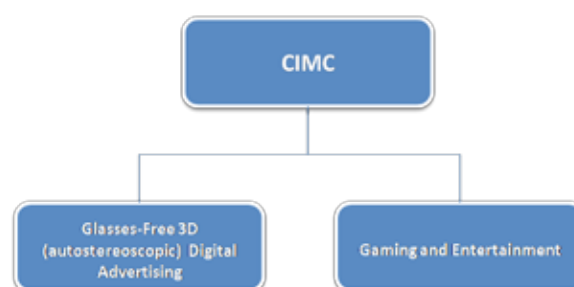 CIMC
Glasses-Free 3D
(autostereoscopic) Digital
Advertising
Gaming and Entertainment